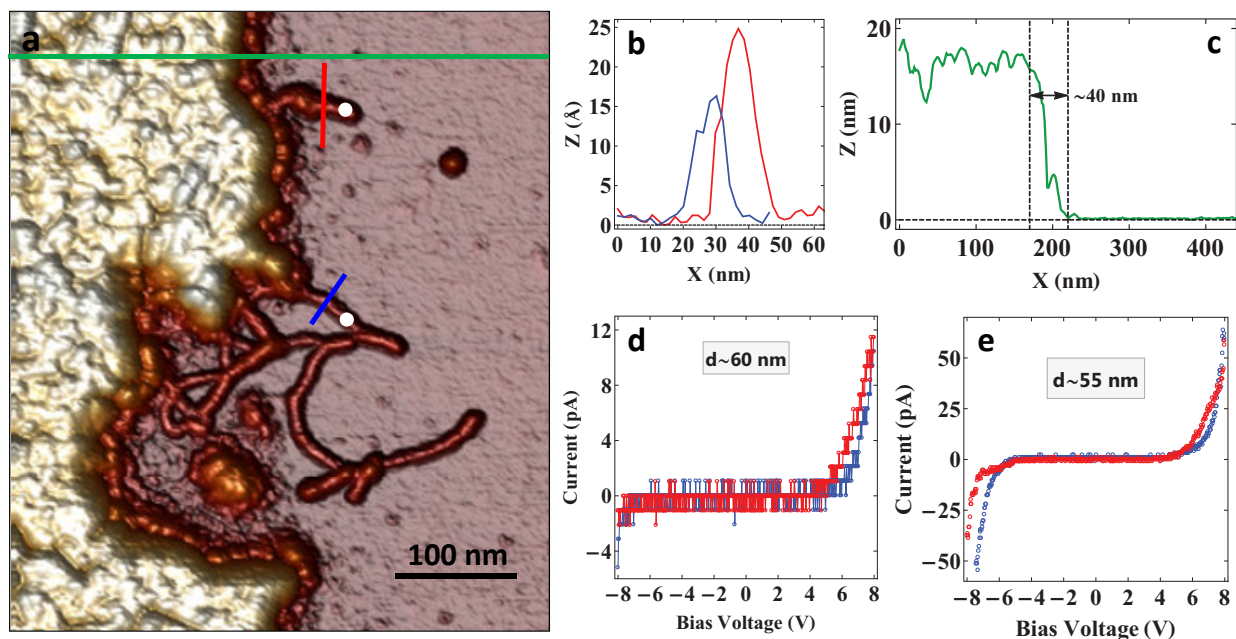 a
100 nm
b
25
20
15
10
5
0
Z (Å)
0 10 20 30 40 50 60
X (nm)
c
20
10
0
Z (nm)
~40 nm
0 100 200 300 400
X (nm)
d
d~60 nm
12
8
4
0
−4
Current (pA)
−8 −6 −4 −2 0 2 4 6 8
Bias Voltage (V)
e
d~55 nm
50
25
0
−25
−50
Current (pA)
−8 −6 −4 −2 0 2 4 6 8
Bias Voltage (V)